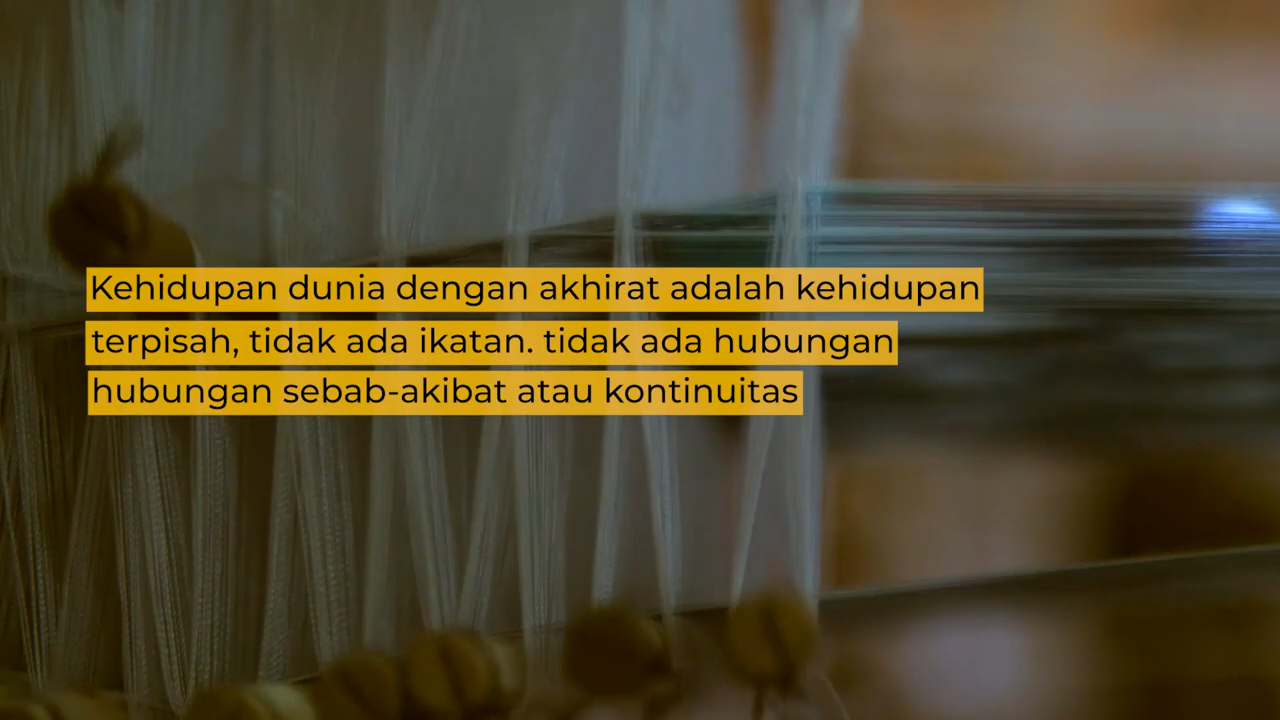 Kehidupan dunia dengan akhirat adalah kehidupan
terpisah, tidak ada ikatan. tidak ada hubungan
hubungan sebab-akibat atau kontinuitas